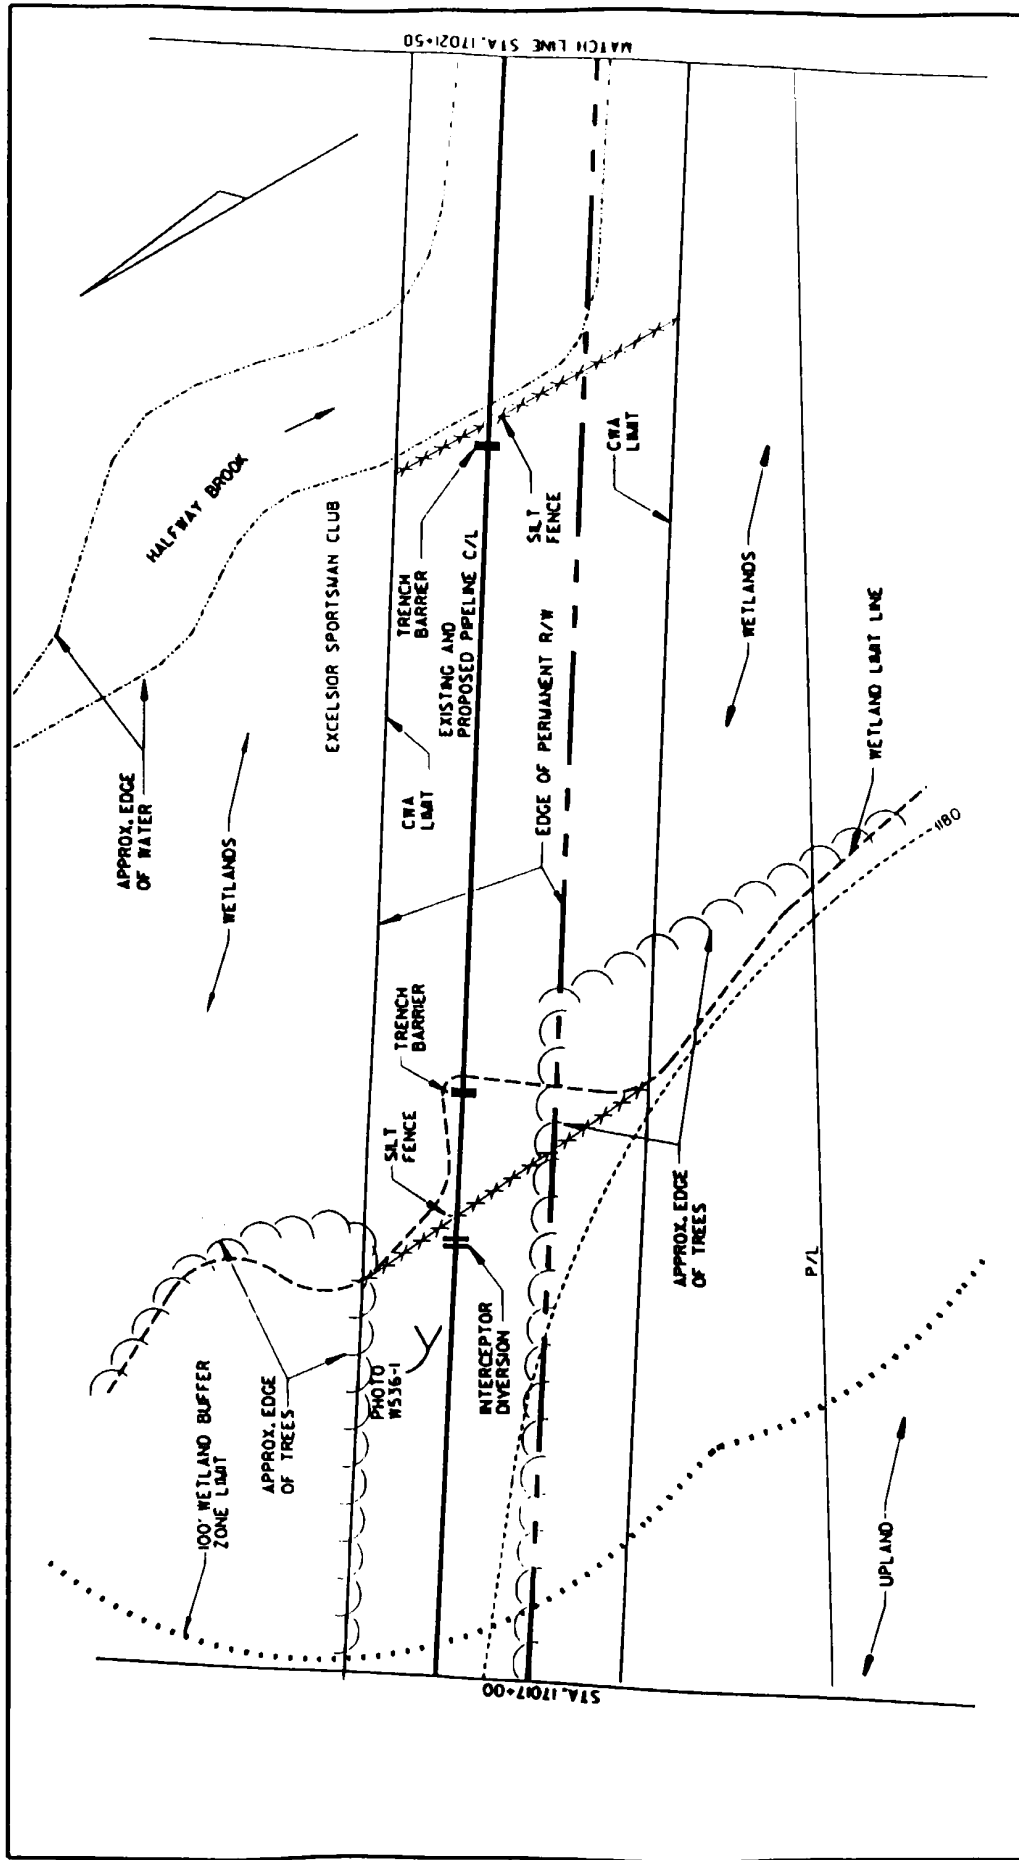 MATCH LINE STA. 17021+50
HALFWAY BROOK
EXCELSIOR SPORTSMAN CLUB
APPROX. EDGE
OF WATER
WETLANDS
TRENCH
BARRIER
EXISTING AND
PROPOSED PIPELINE C/L
SILT
FENCE
CWA
LIMIT
CWA
LIMIT
WETLANDS
EDGE OF PERMANENT R/W
WETLAND LIMIT LINE
1180
TRENCH
BARRIER
SILT
FENCE
APPROX. EDGE
OF TREES
P/L
INTERCEPTOR
DIVERSION
PHOTO
W536-1
APPROX. EDGE
OF TREES
100' WETLAND BUFFER
ZONE LIMIT
UPLAND
STA. 17017+00